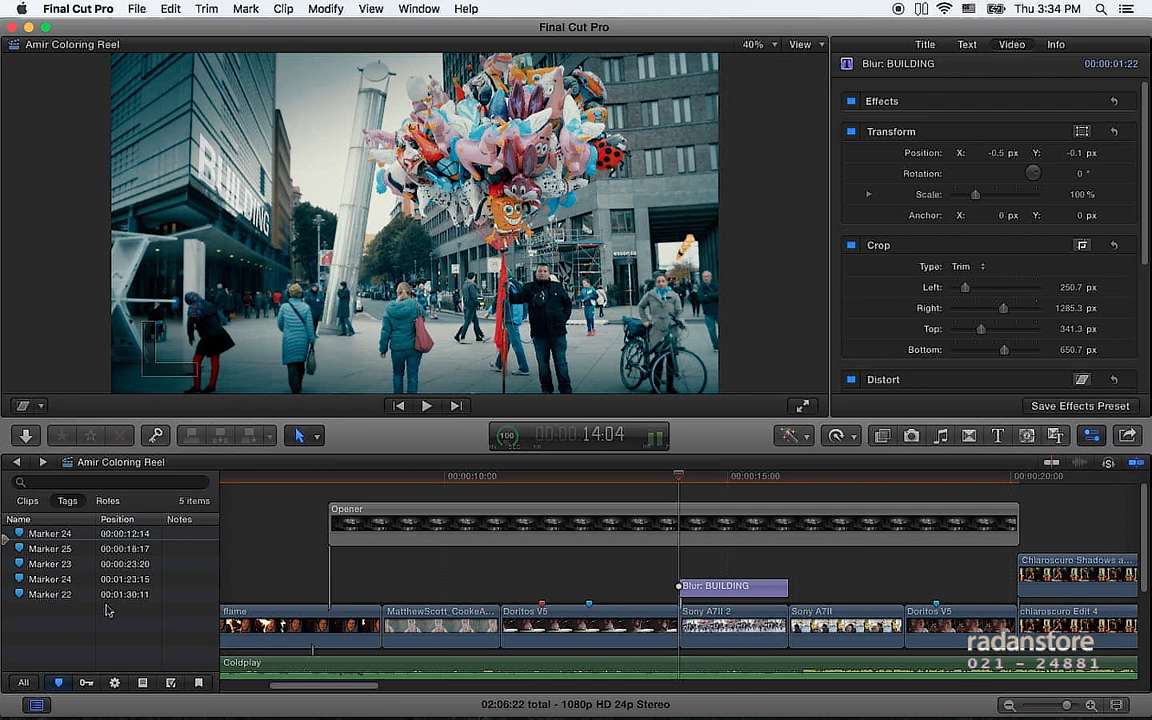 Final Cut Pro File Edit Trim Mark Clip Modify View Window Help Thu 3:34 PM
Final Cut Pro
Amir Coloring Reel 40% View Title Text Video Info
Blur: BUILDING 00:00:01:22
Effects
Transform
Position: X: -0.5 px Y: -0.1 px
Rotation: 0 °
Scale: 100 %
Anchor: X: 0 px Y: 0 px
Crop
Type: Trim
Left: 250.7 px
Right: 1285.3 px
Top: 341.3 px
Bottom: 650.7 px
Distort
BUILDING
BUILDING
Save Effects Preset
100 00:00:14:04
Amir Coloring Reel
Clips Tags Roles 5 items
00:00:10:00 00:00:15:00 00:00:20:00
Name Position Notes
Marker 24 00:00:12:14
Marker 25 00:00:18:17
Marker 23 00:00:23:20
Marker 24 00:01:23:15
Marker 22 00:01:30:11
Opener
Chiaroscuro Shadows a...
Blur: BUILDING
flame MatthewScott_CookeA... Doritos V5 Sony A7II 2 Sony A7II Doritos V5 chiaroscuro Edit 4
radanstore
021 - 24881
Coldplay
All
02:06:22 total - 1080p HD 24p Stereo